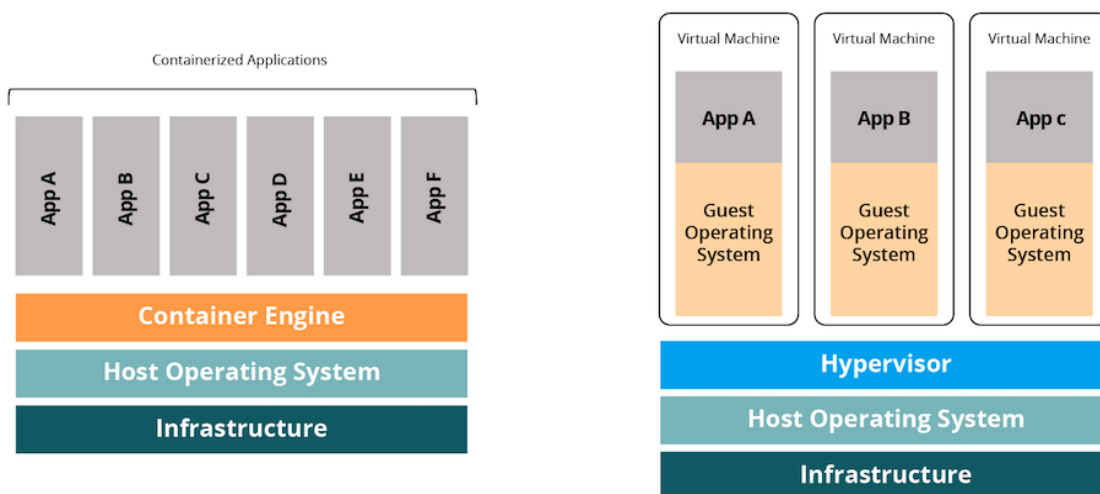 Containerized Applications
App A
App B
App C
App D
App E
App F
Container Engine
Host Operating System
Infrastructure
Virtual Machine
App A
Guest
Operating
System
Virtual Machine
App B
Guest
Operating
System
Virtual Machine
App c
Guest
Operating
System
Hypervisor
Host Operating System
Infrastructure